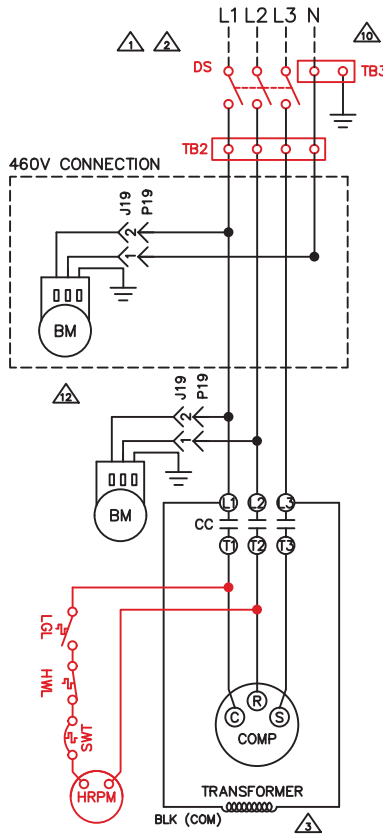 L1 L2 L3 N
1 2 10
DS TB3
TB2
460V CONNECTION
J19 P19
2
1
BM
12
J19 P19
2
1
BM
L1 L2 L3
CC
T1 T2 T3
LGL
HWL
SWT
HRPM
R
C S
COMP
TRANSFORMER
BLK (COM) 3